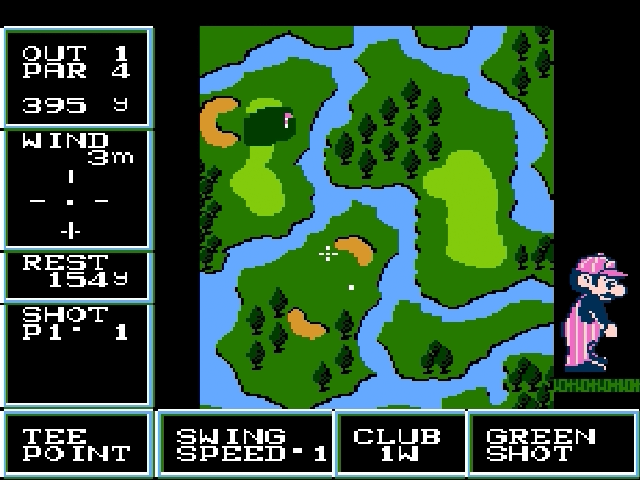 OUT 1
PAR 4
395 y
WIND
3m
REST
154y
SHOT
P1- 1
TEE
POINT
SWING
SPEED-1
CLUB
1W
GREEN
SHOT